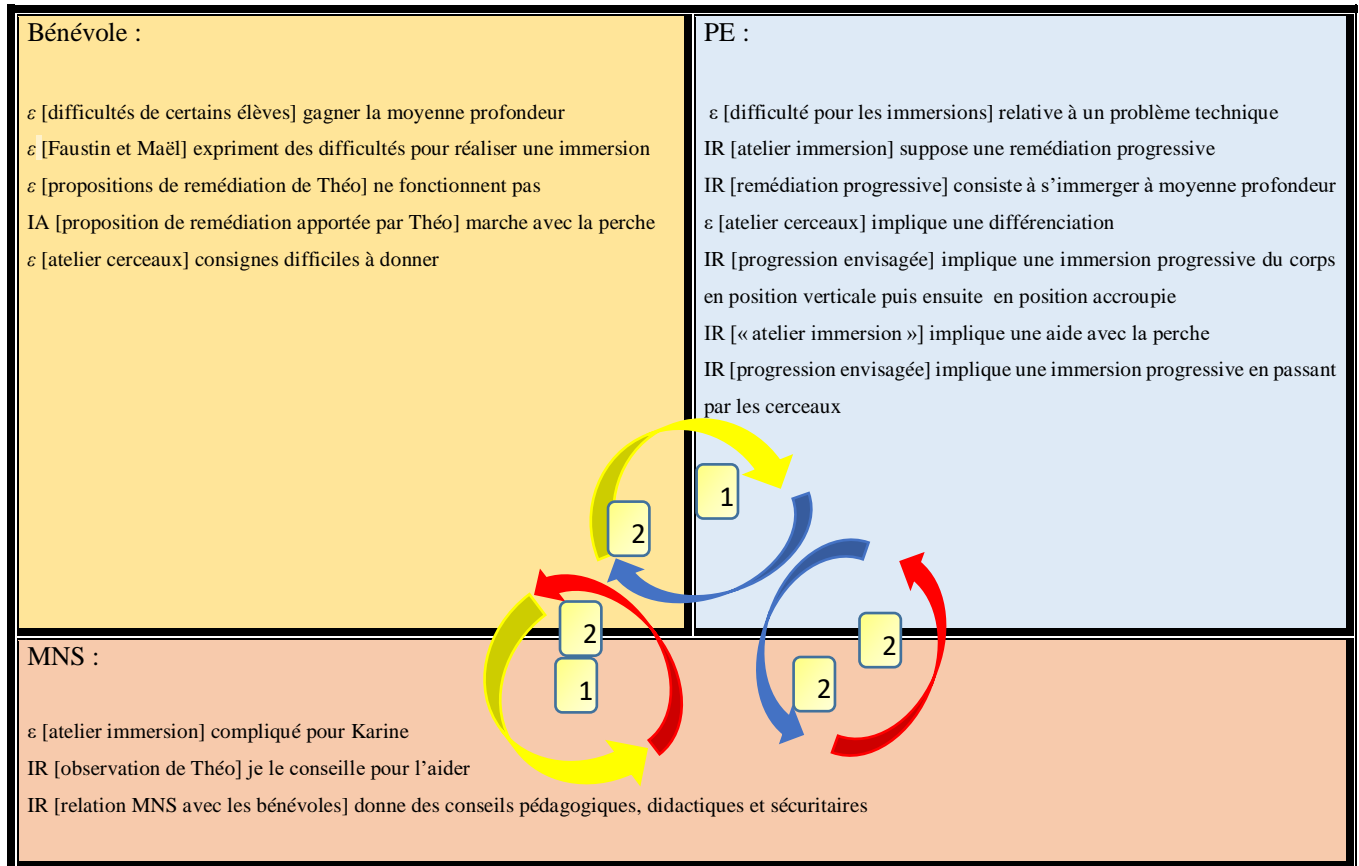 Bénévole :
ε [difficultés de certains élèves] gagner la moyenne profondeur
ε [Faustin et Maël] expriment des difficultés pour réaliser une immersion
ε [propositions de remédiation de Théo] ne fonctionnent pas
IA [proposition de remédiation apportée par Théo] marche avec la perche
ε [atelier cerceaux] consignes difficiles à donner
PE :
ε [difficulté pour les immersions] relative à un problème technique
IR [atelier immersion] suppose une remédiation progressive
IR [remédiation progressive] consiste à s’immerger à moyenne profondeur
ε [atelier cerceaux] implique une différenciation
IR [progression envisagée] implique une immersion progressive du corps
en position verticale puis ensuite en position accroupie
IR [« atelier immersion »] implique une aide avec la perche
IR [progression envisagée] implique une immersion progressive en passant
par les cerceaux
1
2
2
1
2
2
MNS :
ε [atelier immersion] compliqué pour Karine
IR [observation de Théo] je le conseille pour l’aider
IR [relation MNS avec les bénévoles] donne des conseils pédagogiques, didactiques et sécuritaires